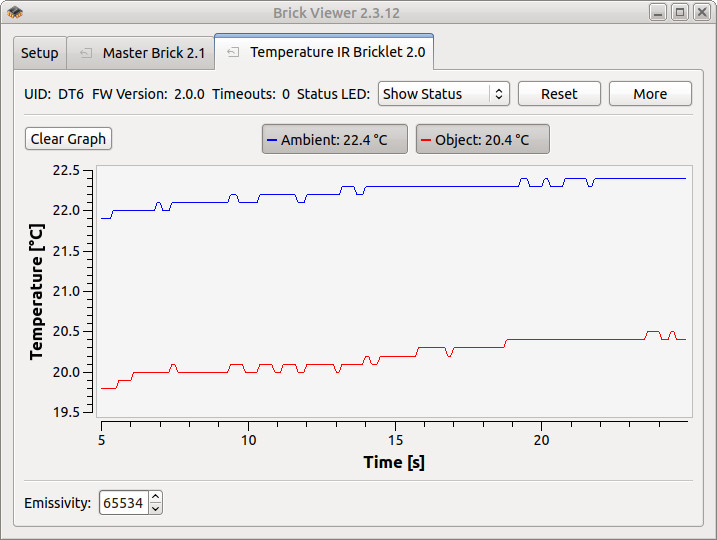 Brick Viewer 2.3.12
Setup Master Brick 2.1 Temperature IR Bricklet 2.0
UID: DT6 FW Version: 2.0.0 Timeouts: 0 Status LED: Show Status Reset More
Clear Graph Ambient: 22.4 °C Object: 20.4 °C
22.5
22.0
21.5
21.0
20.5
20.0
19.5
Temperature [°C]
5 10 15 20
Time [s]
Emissivity: 65534